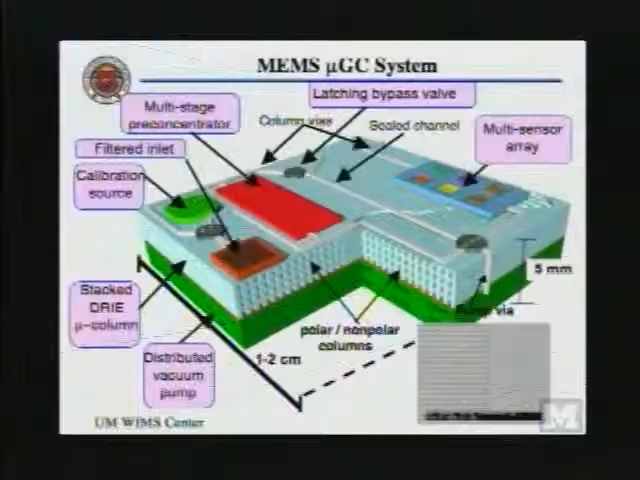 MEMS µGC System
Latching bypass valve
Multi-stage
preconcentrator
Column vias
Sealed channel
Multi-sensor
array
Filtered inlet
Calibration
source
5 mm
Stacked
DRIE
µ-column
via
polar / nonpolar
columns
1-2 cm
Distributed
vacuum
pump
UM WIMS Center
M